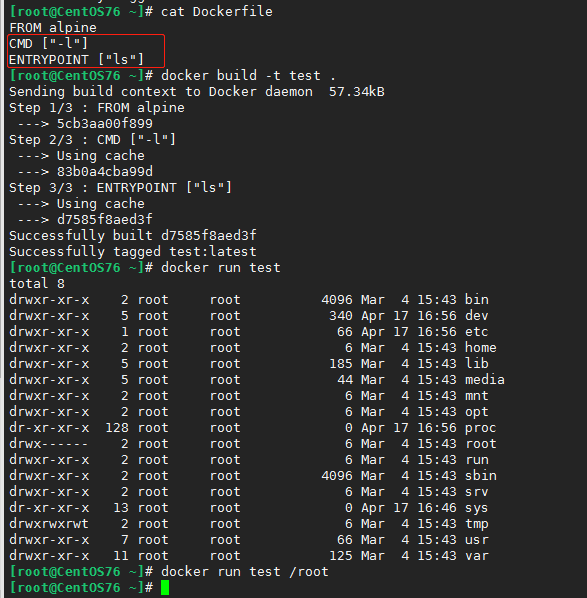 [root@CentOS76 ~]# cat Dockerfile
FROM alpine
CMD ["-l"]
ENTRYPOINT ["ls"]
[root@CentOS76 ~]# docker build -t test .
Sending build context to Docker daemon  57.34kB
Step 1/3 : FROM alpine
 ---> 5cb3aa00f899
Step 2/3 : CMD ["-l"]
 ---> Using cache
 ---> 83b0a4cba99d
Step 3/3 : ENTRYPOINT ["ls"]
 ---> Using cache
 ---> d7585f8aed3f
Successfully built d7585f8aed3f
Successfully tagged test:latest
[root@CentOS76 ~]# docker run test
total 8
drwxr-xr-x    2 root     root          4096 Mar  4 15:43 bin
drwxr-xr-x    5 root     root           340 Apr 17 16:56 dev
drwxr-xr-x    1 root     root            66 Apr 17 16:56 etc
drwxr-xr-x    2 root     root             6 Mar  4 15:43 home
drwxr-xr-x    5 root     root           185 Mar  4 15:43 lib
drwxr-xr-x    5 root     root            44 Mar  4 15:43 media
drwxr-xr-x    2 root     root             6 Mar  4 15:43 mnt
drwxr-xr-x    2 root     root             6 Mar  4 15:43 opt
dr-xr-xr-x  128 root     root             0 Apr 17 16:56 proc
drwx------    2 root     root             6 Mar  4 15:43 root
drwxr-xr-x    2 root     root             6 Mar  4 15:43 run
drwxr-xr-x    2 root     root          4096 Mar  4 15:43 sbin
drwxr-xr-x    2 root     root             6 Mar  4 15:43 srv
dr-xr-xr-x   13 root     root             0 Apr 17 16:46 sys
drwxrwxrwt    2 root     root             6 Mar  4 15:43 tmp
drwxr-xr-x    7 root     root            66 Mar  4 15:43 usr
drwxr-xr-x   11 root     root           125 Mar  4 15:43 var
[root@CentOS76 ~]# docker run test /root
[root@CentOS76 ~]#